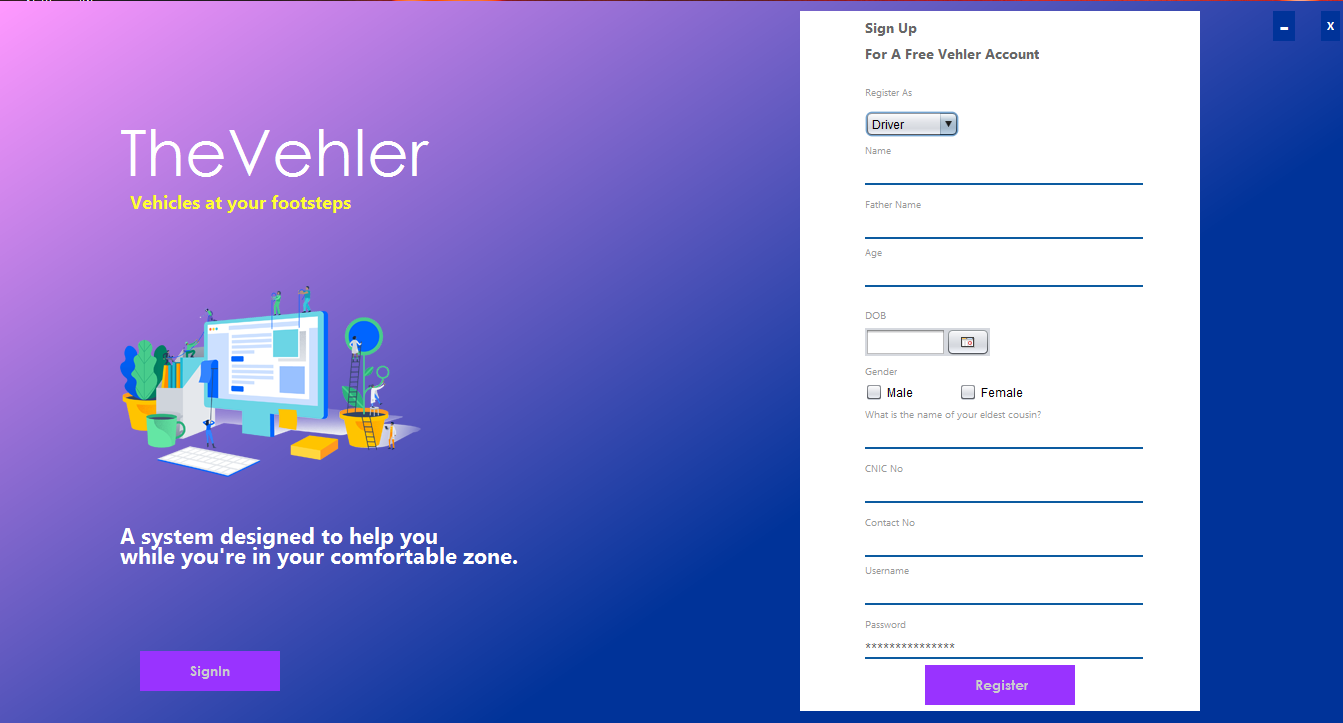 TheVehler
Vehicles at your footsteps
A system designed to help you
while you're in your comfortable zone.
SignIn
Sign Up
For A Free Vehler Account
Register As
Driver
Name
Father Name
Age
DOB
Gender
Male Female
What is the name of your eldest cousin?
CNIC No
Contact No
Username
Password
***************
Register
- X